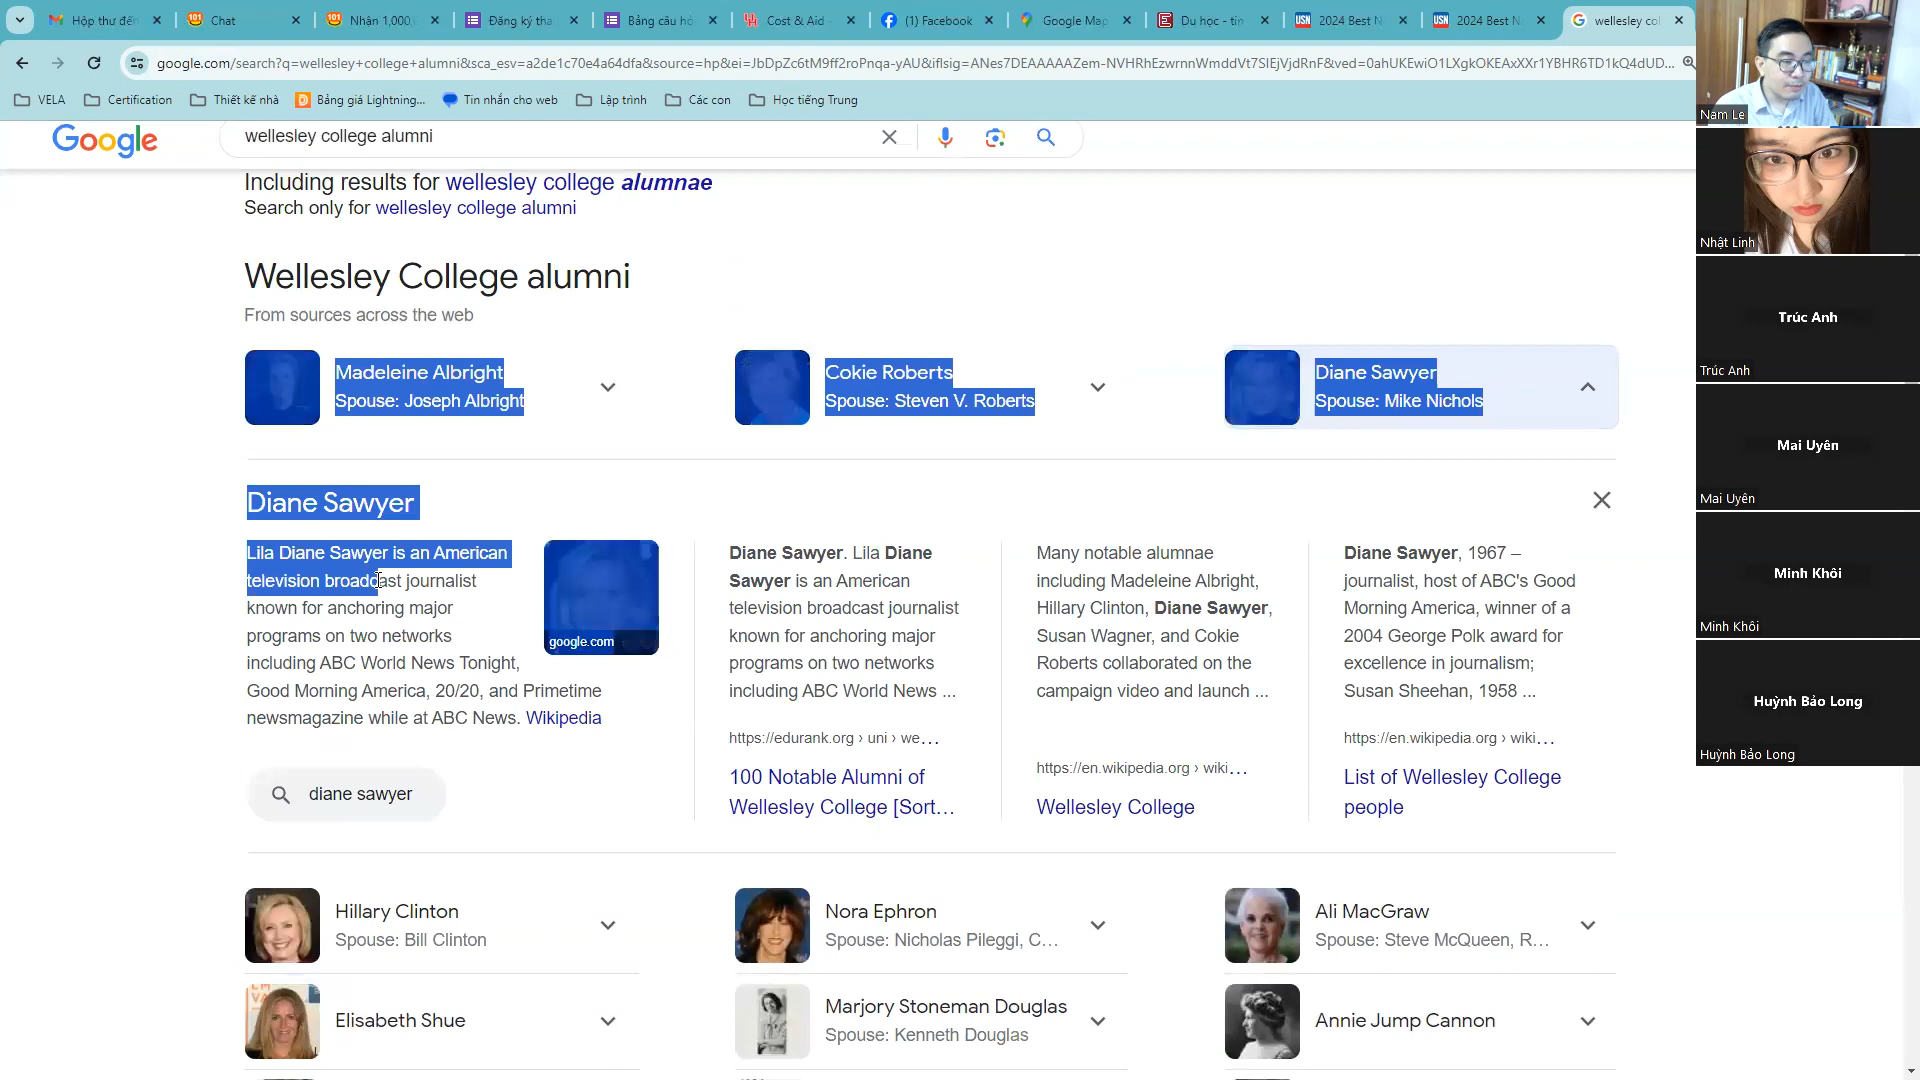 Hộp thư đến
Chat
Nhận 1,000,
Đăng ký tha
Bảng câu hỏ
Cost & Aid -
(1) Facebook
Google Map
Du học - tin
2024 Best N
2024 Best N
wellesley col
google.com/search?q=wellesley+college+alumni&sca_esv=a2de1c70e4a64dfa&source=hp&ei=JbDpZc6tM9ff2roPnqa-yAU&iflsig=ANes7DEAAAAAZem-NVHRhEzwrnnWmddVt7SIEjVjdRnF&ved=0ahUKEwiO1LXgkOKEAxXXr1YBHR6TD1kQ4dUD...
VELA
Certification
Thiết kế nhà
Bảng giá Lightning...
Tin nhắn cho web
Lập trình
Các con
Học tiếng Trung
Google
wellesley college alumni
Including results for wellesley college alumnae
Search only for wellesley college alumni
Wellesley College alumni
From sources across the web
Madeleine Albright
Spouse: Joseph Albright
Cokie Roberts
Spouse: Steven V. Roberts
Diane Sawyer
Spouse: Mike Nichols
Diane Sawyer
Lila Diane Sawyer is an American
television broadcast journalist
known for anchoring major
programs on two networks
including ABC World News Tonight,
Good Morning America, 20/20, and Primetime
newsmagazine while at ABC News. Wikipedia
google.com
diane sawyer
Diane Sawyer. Lila Diane
Sawyer is an American
television broadcast journalist
known for anchoring major
programs on two networks
including ABC World News ...
https://edurank.org › uni › we...
100 Notable Alumni of
Wellesley College [Sort...
Many notable alumnae
including Madeleine Albright,
Hillary Clinton, Diane Sawyer,
Susan Wagner, and Cokie
Roberts collaborated on the
campaign video and launch ...
https://en.wikipedia.org › wiki...
Wellesley College
Diane Sawyer, 1967 –
journalist, host of ABC's Good
Morning America, winner of a
2004 George Polk award for
excellence in journalism;
Susan Sheehan, 1958 ...
https://en.wikipedia.org › wiki...
List of Wellesley College
people
Hillary Clinton
Spouse: Bill Clinton
Nora Ephron
Spouse: Nicholas Pileggi, C...
Ali MacGraw
Spouse: Steve McQueen, R...
Elisabeth Shue
Marjory Stoneman Douglas
Spouse: Kenneth Douglas
Annie Jump Cannon
Nam Le
Nhật Linh
Trúc Anh
Trúc Anh
Mai Uyên
Mai Uyên
Minh Khôi
Minh Khôi
Huỳnh Bảo Long
Huỳnh Bảo Long